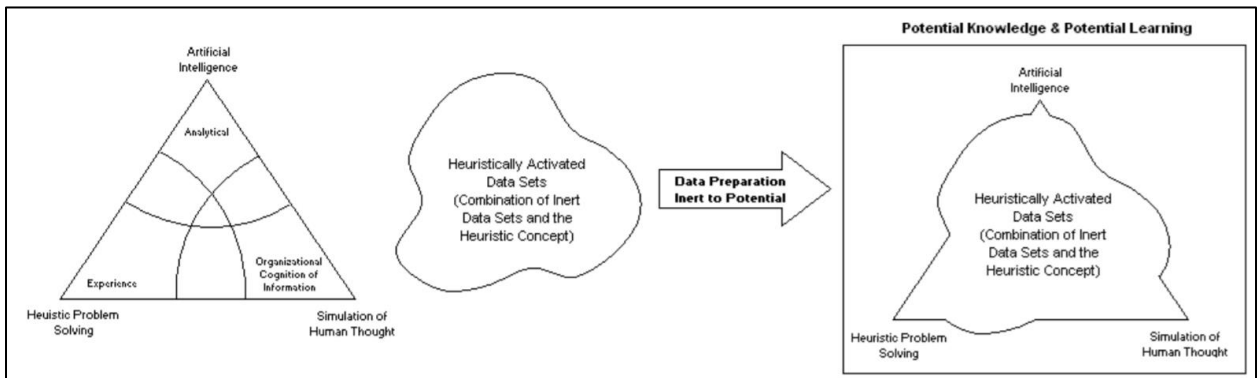 Artificial
Intelligence
Analytical
Experience
Organizational
Cognition of
Information
Heuistic Problem
Solving
Simulation of
Human Thought
Heuristically Activated
Data Sets
(Combination of Inert
Data Sets and the
Heuristic Concept)
Data Preparation
Inert to Potential
Potential Knowledge & Potential Learning
Artificial
Intelligence
Heuristically Activated
Data Sets
(Combination of Inert
Data Sets and the
Heuristic Concept)
Heuristic Problem
Solving
Simulation of
Human Thought